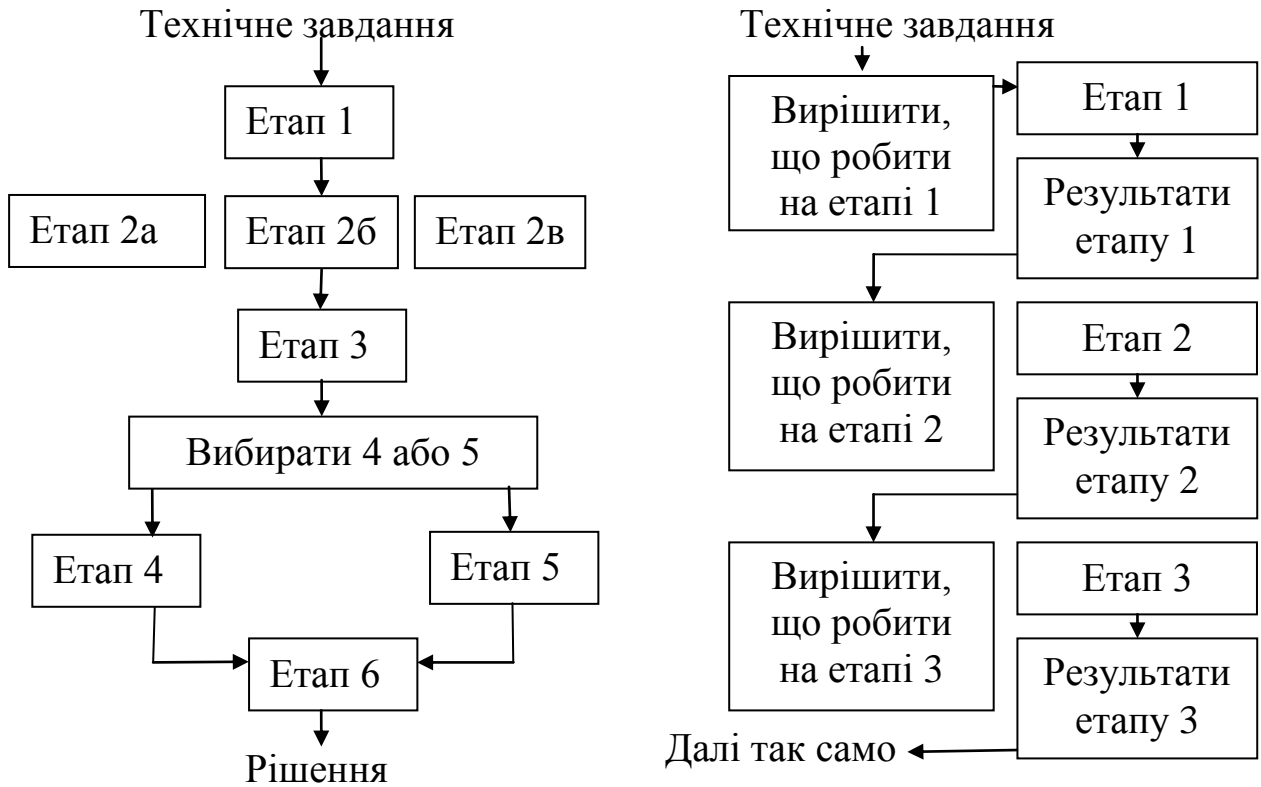 Технічне завдання
Етап 1
Етап 2а
Етап 2б
Етап 2в
Етап 3
Вибирати 4 або 5
Етап 4
Етап 5
Етап 6
Рішення
Технічне завдання
Вирішити,
що робити
на етапі 1
Етап 1
Результати
етапу 1
Вирішити,
що робити
на етапі 2
Етап 2
Результати
етапу 2
Вирішити,
що робити
на етапі 3
Етап 3
Результати
етапу 3
Далі так само